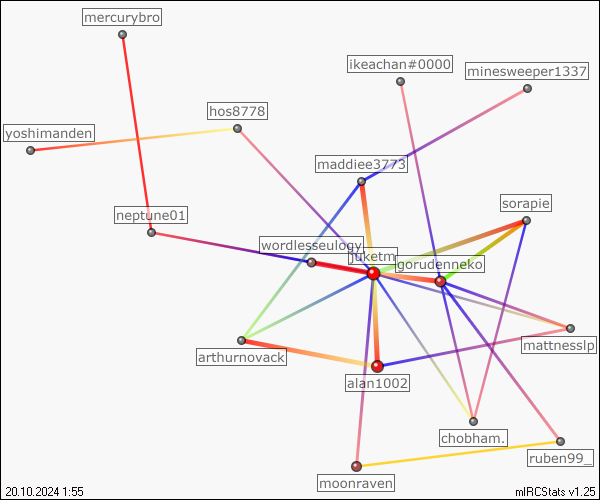 mercurybro
ikeachan#0000
minesweeper1337
hos8778
yoshimanden
maddiee3773
sorapie
neptune01
wordlesseulogy
juketm
gorudenneko
mattnesslp
arthurnovack
alan1002
chobham.
ruben99_
moonraven
20.10.2024 1:55
mIRCStats v1.25